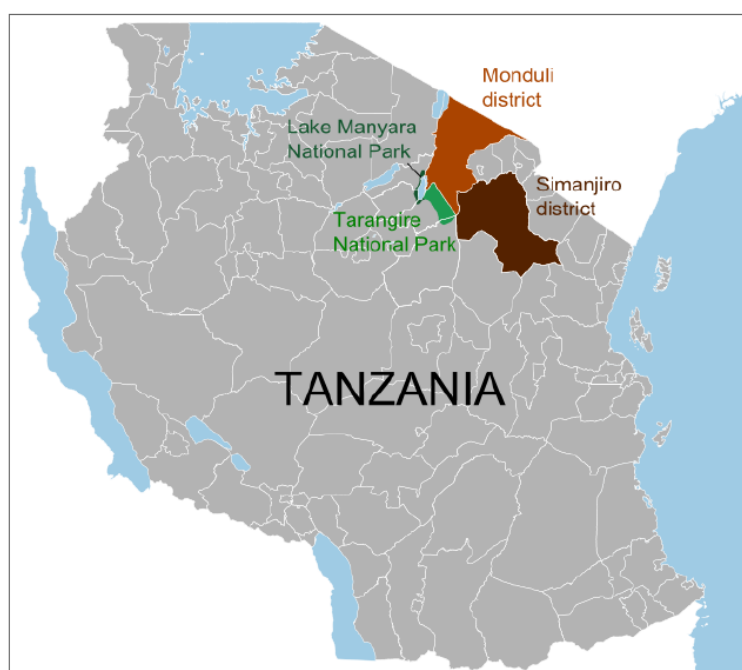 Monduli
district
Lake Manyara
National Park
Simanjiro
district
Tarangire
National Park
TANZANIA